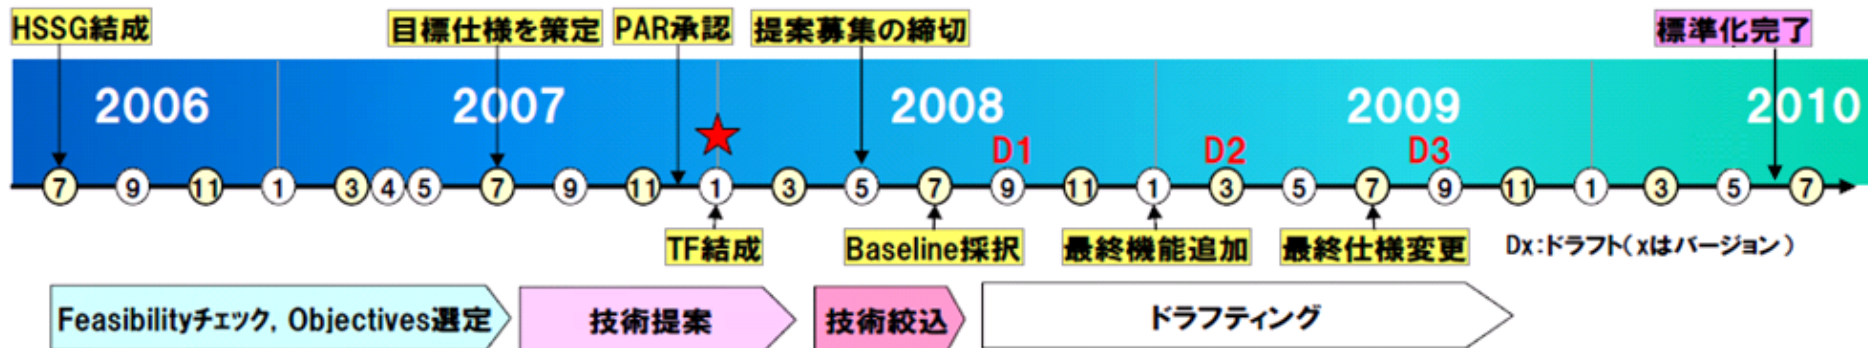 HSSG結成 目標仕様を策定 PAR承認 提案募集の締切 標準化完了
2006 2007 2008 2009 2010
D1 D2 D3
7 9 11 1 3 4 5 7 9 11 1 3 5 7 9 11 1 3 5 7 9 11 1 3 5 7
TF結成 Baseline採択 最終機能追加 最終仕様変更 Dx:ドラフト(xはバージョン)
Feasibilityチェック, Objectives選定 技術提案 技術絞込 ドラフティング